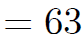 = 63